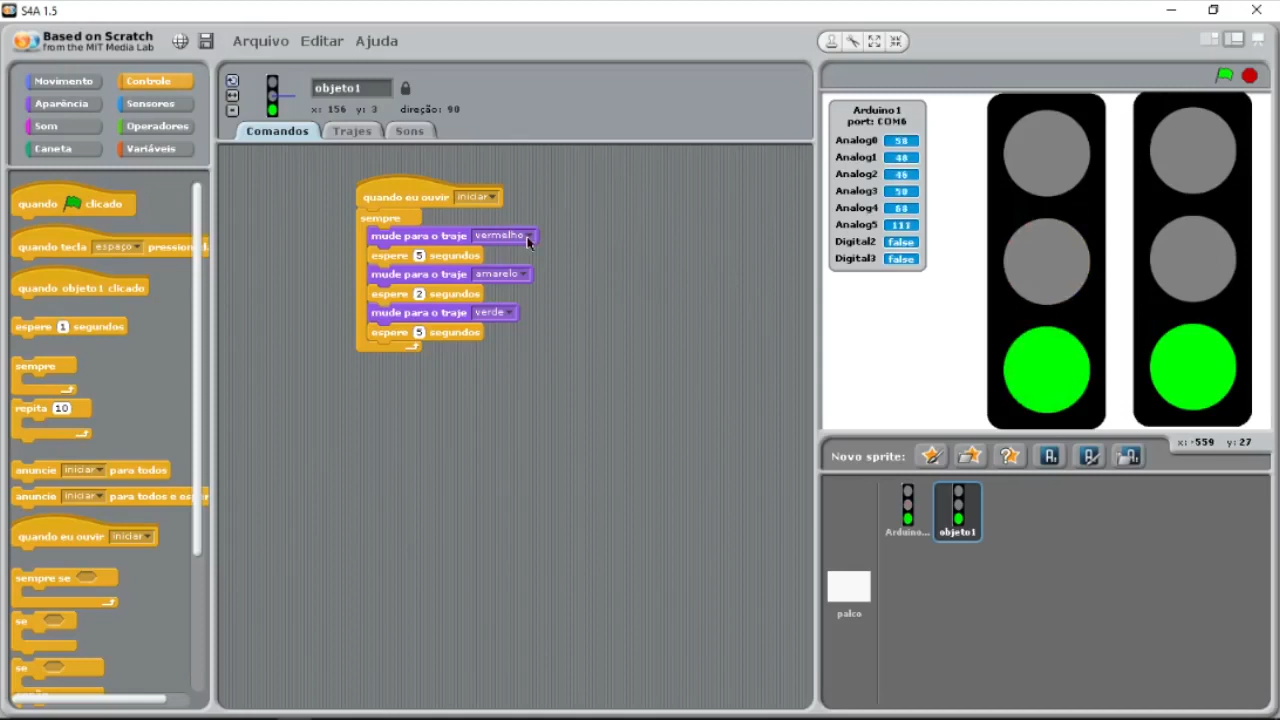 S4A 1.5
Based on Scratch
from the MIT Media Lab
Arquivo Editar Ajuda
Movimento Controle
Aparência Sensores
Som Operadores
Caneta Variáveis
quando clicado
quando tecla espaço pression
quando objeto1 clicado
espere 1 segundos
sempre
repita 10
anuncie iniciar para todos
anuncie iniciar para todos e esper
quando eu ouvir iniciar
sempre se
se
se
objeto1
x: 156 y: 3 direção: 90
Comandos Trajes Sons
quando eu ouvir iniciar
sempre
mude para o traje vermelho
espere 5 segundos
mude para o traje amarelo
espere 2 segundos
mude para o traje verde
espere 5 segundos
Arduino1
port: COM6
Analog0 50
Analog1 48
Analog2 46
Analog3 50
Analog4 68
Analog5 111
Digital2 false
Digital3 false
x: -559 y: 27
Novo sprite:
Arduino... objeto1
palco